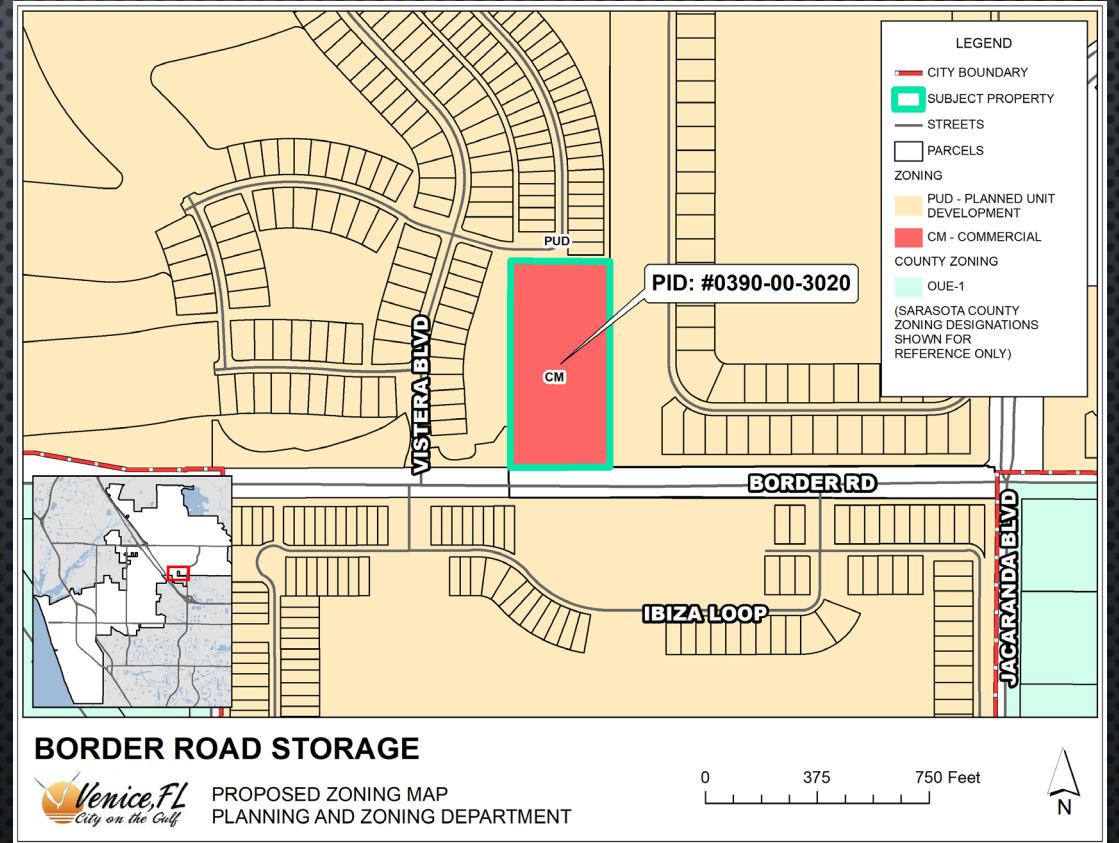 LEGEND
CITY BOUNDARY
SUBJECT PROPERTY
STREETS
PARCELS
ZONING
PUD - PLANNED UNIT
DEVELOPMENT
CM - COMMERCIAL
COUNTY ZONING
OUE-1
(SARASOTA COUNTY
ZONING DESIGNATIONS
SHOWN FOR
REFERENCE ONLY)
PUD
PID: #0390-00-3020
CM
VISTERA BLVD
BORDER RD
IBIZA LOOP
JACARANDA BLVD
BORDER ROAD STORAGE
Venice, FL
City on the Gulf
PROPOSED ZONING MAP
PLANNING AND ZONING DEPARTMENT
0 375 750 Feet
N